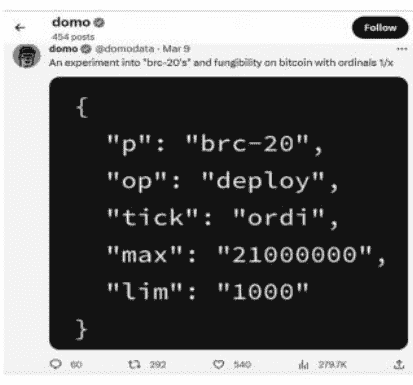 domo
454 posts
Follow
domo @domodata · Mar 9
An experiment into "brc-20's" and fungibility on bitcoin with ordinals 1/x
{
"p": "brc-20",
"op": "deploy",
"tick": "ordi",
"max": "21000000",
"lim": "1000"
}
60 292 540 279.7K